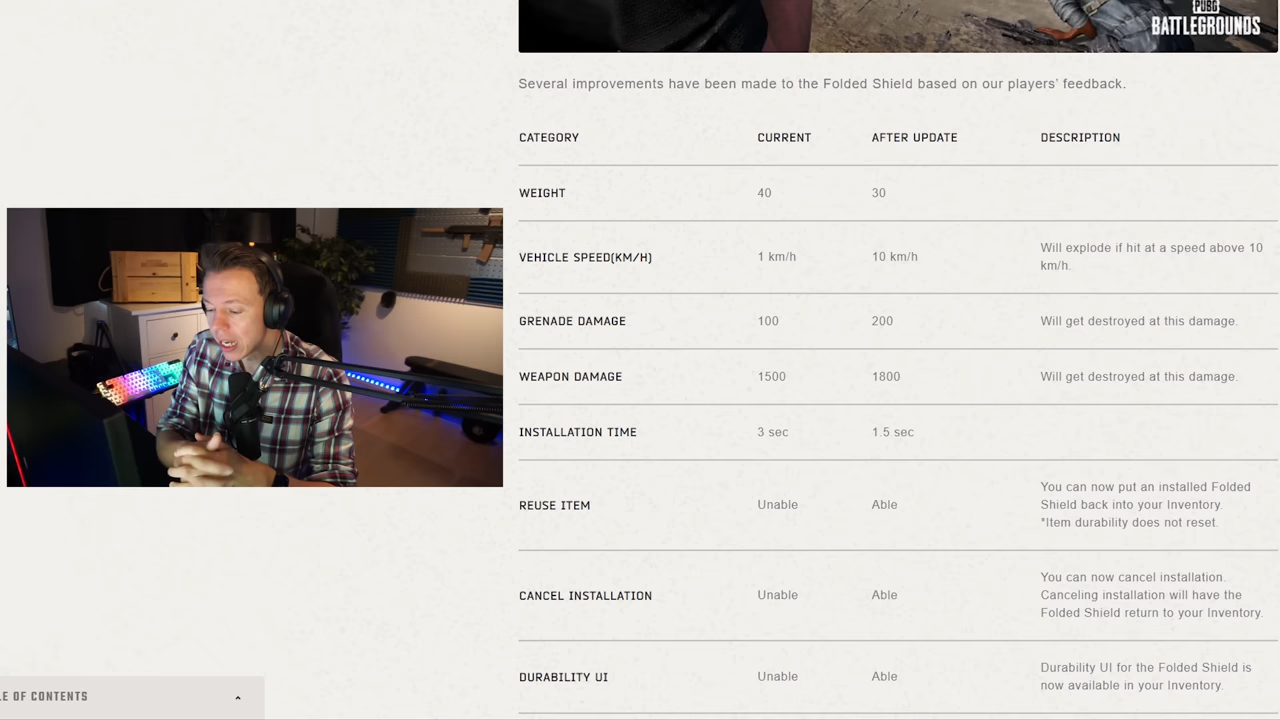 PUBG
BATTLEGROUNDS
Several improvements have been made to the Folded Shield based on our players' feedback.
CATEGORY CURRENT AFTER UPDATE DESCRIPTION
WEIGHT 40 30
VEHICLE SPEED(KM/H) 1 km/h 10 km/h Will explode if hit at a speed above 10
km/h.
GRENADE DAMAGE 100 200 Will get destroyed at this damage.
WEAPON DAMAGE 1500 1800 Will get destroyed at this damage.
INSTALLATION TIME 3 sec 1.5 sec
REUSE ITEM Unable Able You can now put an installed Folded
Shield back into your Inventory.
*Item durability does not reset.
CANCEL INSTALLATION Unable Able You can now cancel installation.
Canceling installation will have the
Folded Shield return to your Inventory.
DURABILITY UI Unable Able Durability UI for the Folded Shield is
now available in your Inventory.
LE OF CONTENTS